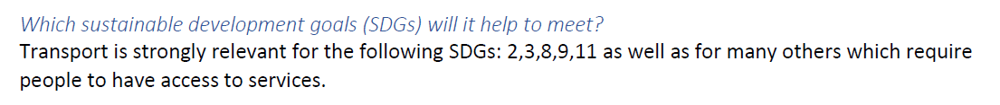 Which sustainable development goals (SDGs) will it help to meet?
Transport is strongly relevant for the following SDGs: 2,3,8,9,11 as well as for many others which require
people to have access to services.